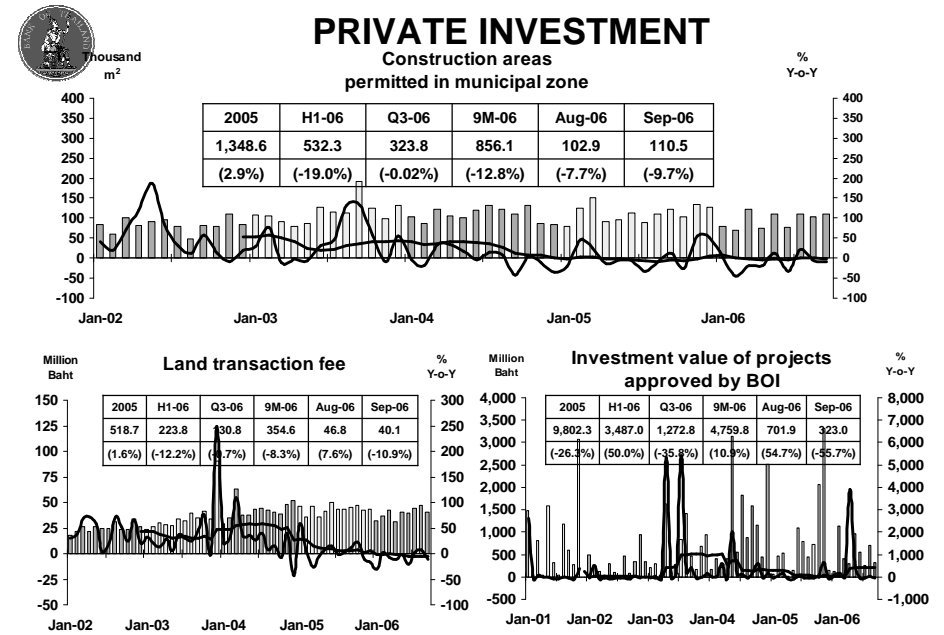 BANK OF THAILAND
PRIVATE INVESTMENT
Construction areas
permitted in municipal zone
Thousand
m²
%
Y-o-Y
2005 H1-06 Q3-06 9M-06 Aug-06 Sep-06
1,348.6 532.3 323.8 856.1 102.9 110.5
(2.9%) (-19.0%) (-0.02%) (-12.8%) (-7.7%) (-9.7%)
400 400
350 350
300 300
250 250
200 200
150 150
100 100
50 50
0 0
-50 -50
-100 -100
Jan-02 Jan-03 Jan-04 Jan-05 Jan-06
Land transaction fee
Million
Baht
%
Y-o-Y
2005 H1-06 Q3-06 9M-06 Aug-06 Sep-06
518.7 223.8 130.8 354.6 46.8 40.1
(1.6%) (-12.2%) (-0.7%) (-8.3%) (7.6%) (-10.9%)
150 300
125 250
100 200
75 150
50 100
25 50
0 0
-25 -50
-50 -100
Jan-02 Jan-03 Jan-04 Jan-05 Jan-06
Investment value of projects
approved by BOI
Million
Baht
%
Y-o-Y
2005 H1-06 Q3-06 9M-06 Aug-06 Sep-06
9,802.3 3,487.0 1,272.8 4,759.8 701.9 323.0
(-26.3%) (50.0%) (-35.8%) (10.9%) (54.7%) (-55.7%)
4,000 8,000
3,500 7,000
3,000 6,000
2,500 5,000
2,000 4,000
1,500 3,000
1,000 2,000
500 1,000
0 0
-500 -1,000
Jan-01 Jan-02 Jan-03 Jan-04 Jan-05 Jan-06